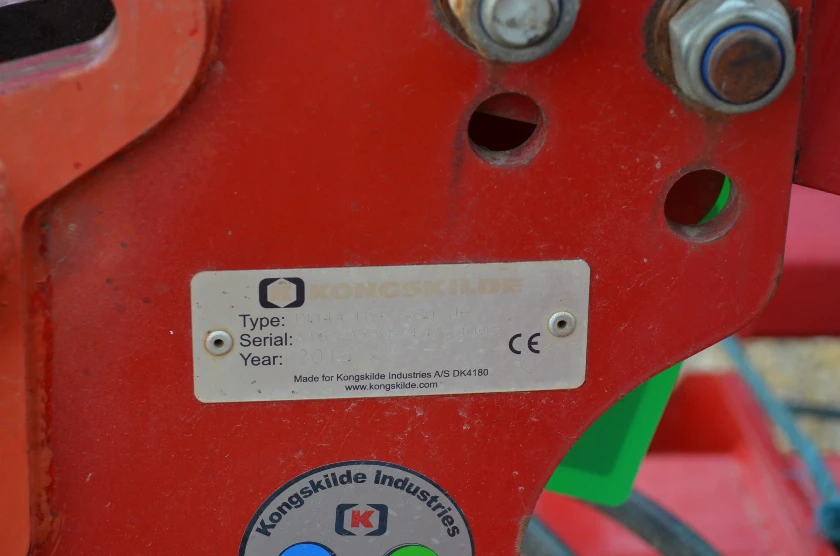 KONGSKILDE
Type:
Serial:
Year:
CE
Made for Kongskilde Industries A/S DK4180
www.kongskilde.com
Kongskilde Industries
K